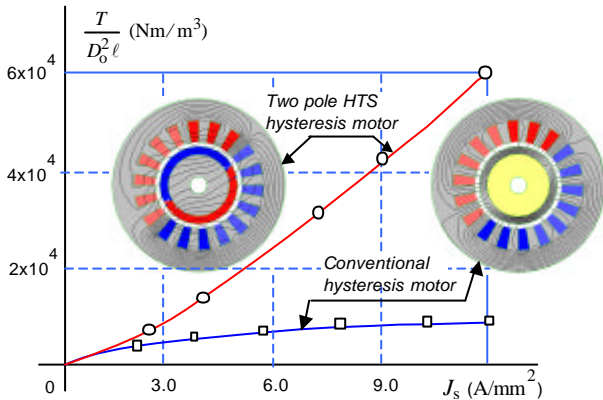 T / D_o^2 ℓ (Nm/m^3)
6x10^4
Two pole HTS
hysteresis motor
4x10^4
2x10^4
Conventional
hysteresis motor
0 3.0 6.0 9.0 J_s (A/mm^2)